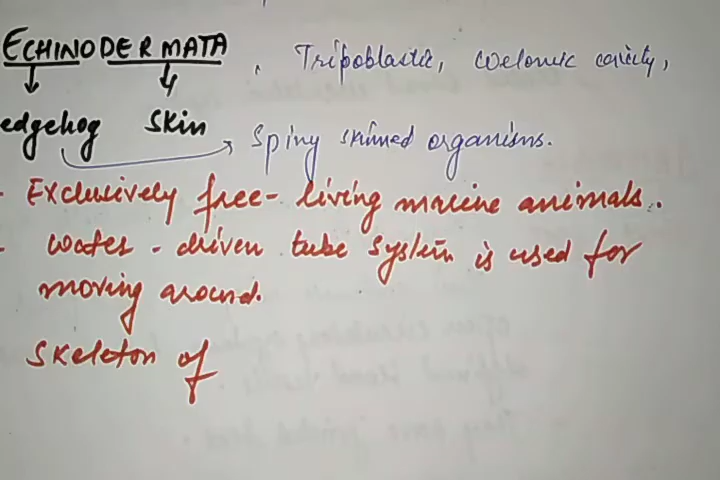 ECHINODERMATA , Tripoblastic, coelomic cavity,
edgehog Skin
Spiny skinned organisms.
- Exclusively free-living marine animals.
- water-driven tube system is used for
moving around.
Skeleton of